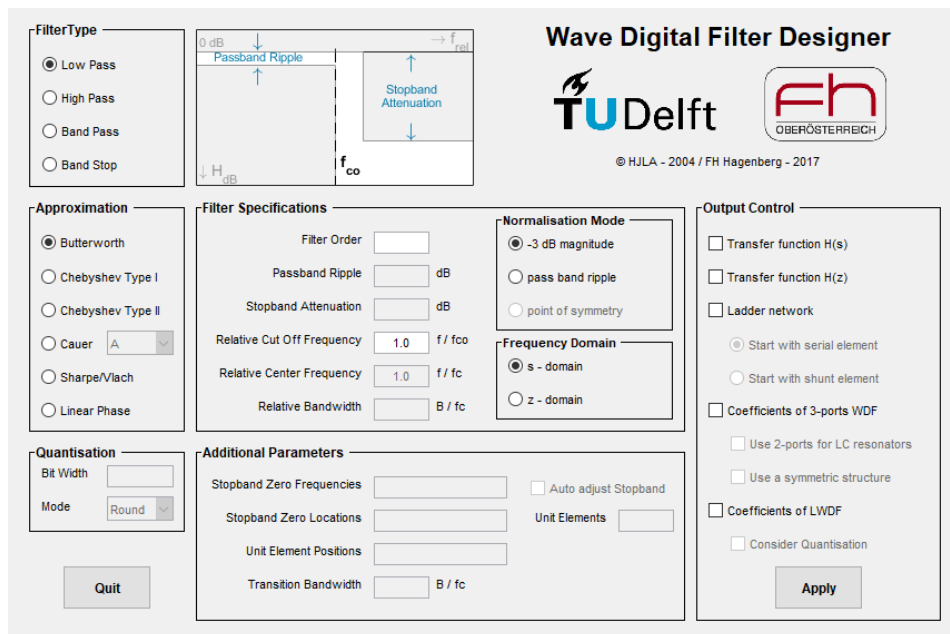 FilterType
Low Pass
High Pass
Band Pass
Band Stop
0 dB
→ f rel
Passband Ripple
Stopband
Attenuation
↓ H dB
f co
Wave Digital Filter Designer
TU Delft
fh
OBERÖSTERREICH
© HJLA - 2004 / FH Hagenberg - 2017
Approximation
Butterworth
Chebyshev Type I
Chebyshev Type II
Cauer A
Sharpe/Vlach
Linear Phase
Filter Specifications
Filter Order
Passband Ripple dB
Stopband Attenuation dB
Relative Cut Off Frequency 1.0 f / fco
Relative Center Frequency 1.0 f / fc
Relative Bandwidth B / fc
Normalisation Mode
-3 dB magnitude
pass band ripple
point of symmetry
Frequency Domain
s - domain
z - domain
Output Control
Transfer function H(s)
Transfer function H(z)
Ladder network
Start with serial element
Start with shunt element
Coefficients of 3-ports WDF
Use 2-ports for LC resonators
Use a symmetric structure
Coefficients of LWDF
Consider Quantisation
Apply
Quantisation
Bit Width
Mode Round
Quit
Additional Parameters
Stopband Zero Frequencies
Auto adjust Stopband
Stopband Zero Locations
Unit Elements
Unit Element Positions
Transition Bandwidth B / fc